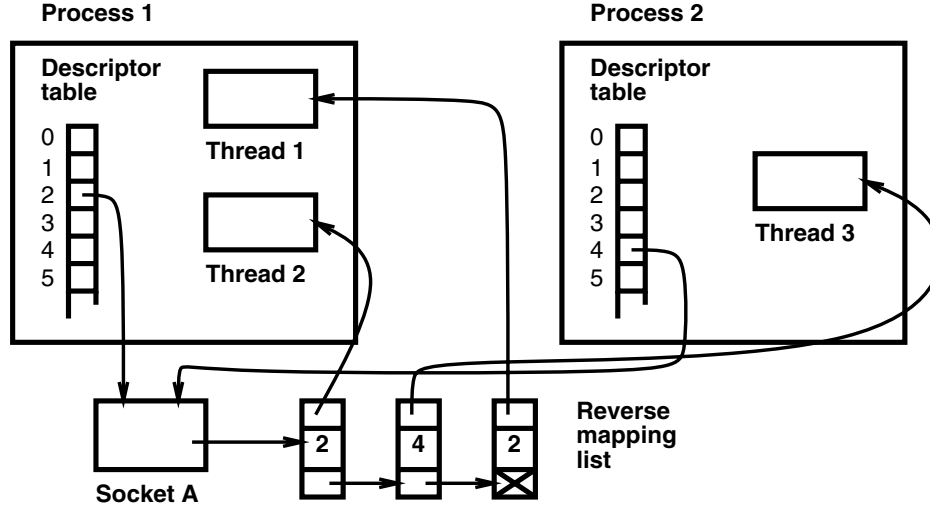 Process 1
Process 2
Descriptor
table
0
1
2
3
4
5
Thread 1
Thread 2
Descriptor
table
0
1
2
3
4
5
Thread 3
Socket A
2
4
2
Reverse
mapping
list